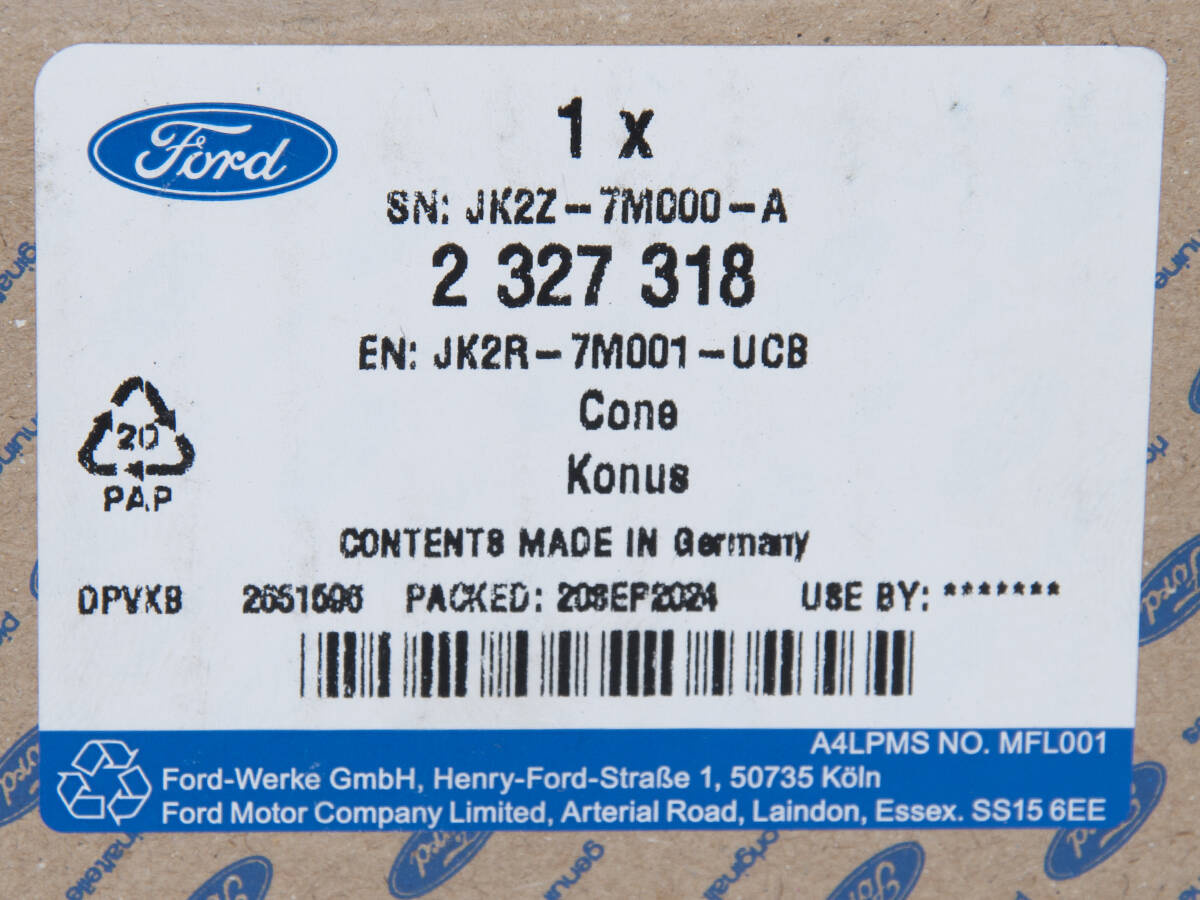 Ford
1 x
SN: JK2Z-7M000-A
2 327 318
EN: JK2R-7M001-UCB
Cone
Konus
20
PAP
CONTENTS MADE IN Germany
DPVXB 2651596 PACKED: 20SEP2024 USE BY: *******
A4LPMS NO. MFL001
Ford-Werke GmbH, Henry-Ford-Straße 1, 50735 Köln
Ford Motor Company Limited, Arterial Road, Laindon, Essex. SS15 6EE